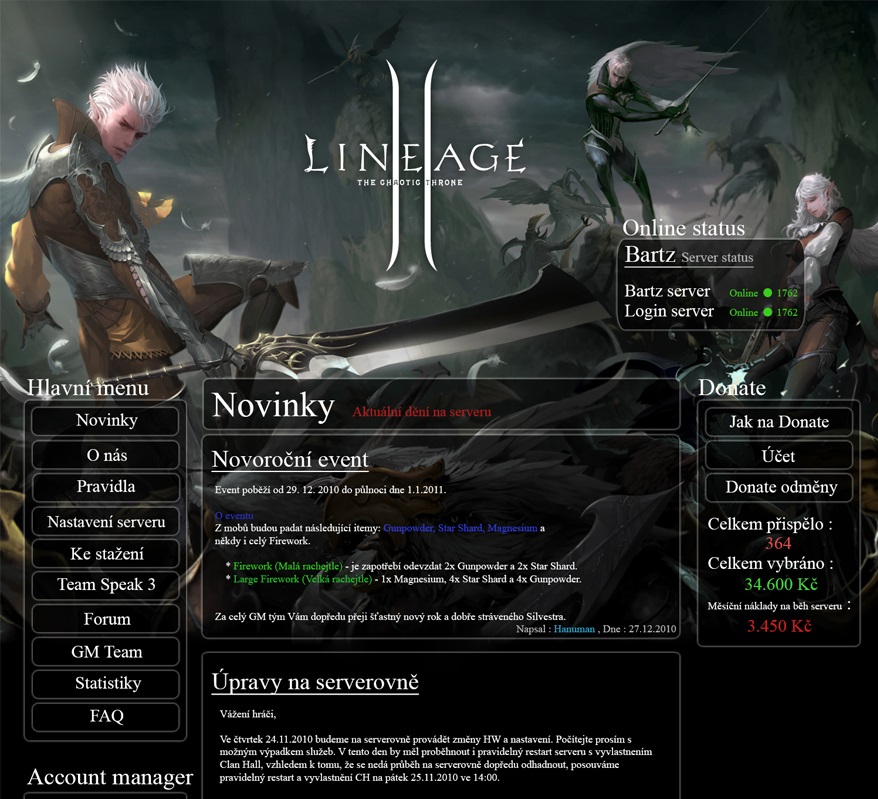 LINEAGE II
THE CHAOTIC THRONE
Online status
Bartz Server status
Bartz server Online 1762
Login server Online 1762
Hlavní menu
Novinky
O nás
Pravidla
Nastavení serveru
Ke stažení
Team Speak 3
Forum
GM Team
Statistiky
FAQ
Account manager
Novinky Aktuální dění na serveru
Novoroční event
Event poběží od 29. 12. 2010 do půlnoci dne 1.1.2011.
O eventu
Z mobů budou padat následující itemy: Gunpowder, Star Shard, Magnesium a
někdy i celý Firework.
* Firework (Malá rachejtle) - je zapotřebí odevzdat 2x Gunpowder a 2x Star Shard.
* Large Firework (Velká rachejtle) - 1x Magnesium, 4x Star Shard a 4x Gunpowder.
Za celý GM tým Vám dopředu přeji šťastný nový rok a dobře stráveného Silvestra.
Napsal : Hanuman , Dne : 27.12.2010
Úpravy na serverovně
Vážení hráči,
Ve čtvrtek 24.11.2010 budeme na serverovně provádět změny HW a nastavení. Počítejte prosím s
možným výpadkem služeb. V tento den by měl proběhnout i pravidelný restart serveru s vyvlastnením
Clan Hall, vzhledem k tomu, že se nedá průběh na serverovně dopředu odhadnout, posouváme
pravidelný restart a vyvlastnění CH na pátek 25.11.2010 ve 14:00.
Donate
Jak na Donate
Účet
Donate odměny
Celkem přispělo :
364
Celkem vybráno :
34.600 Kč
Měsíční náklady na běh serveru :
3.450 Kč